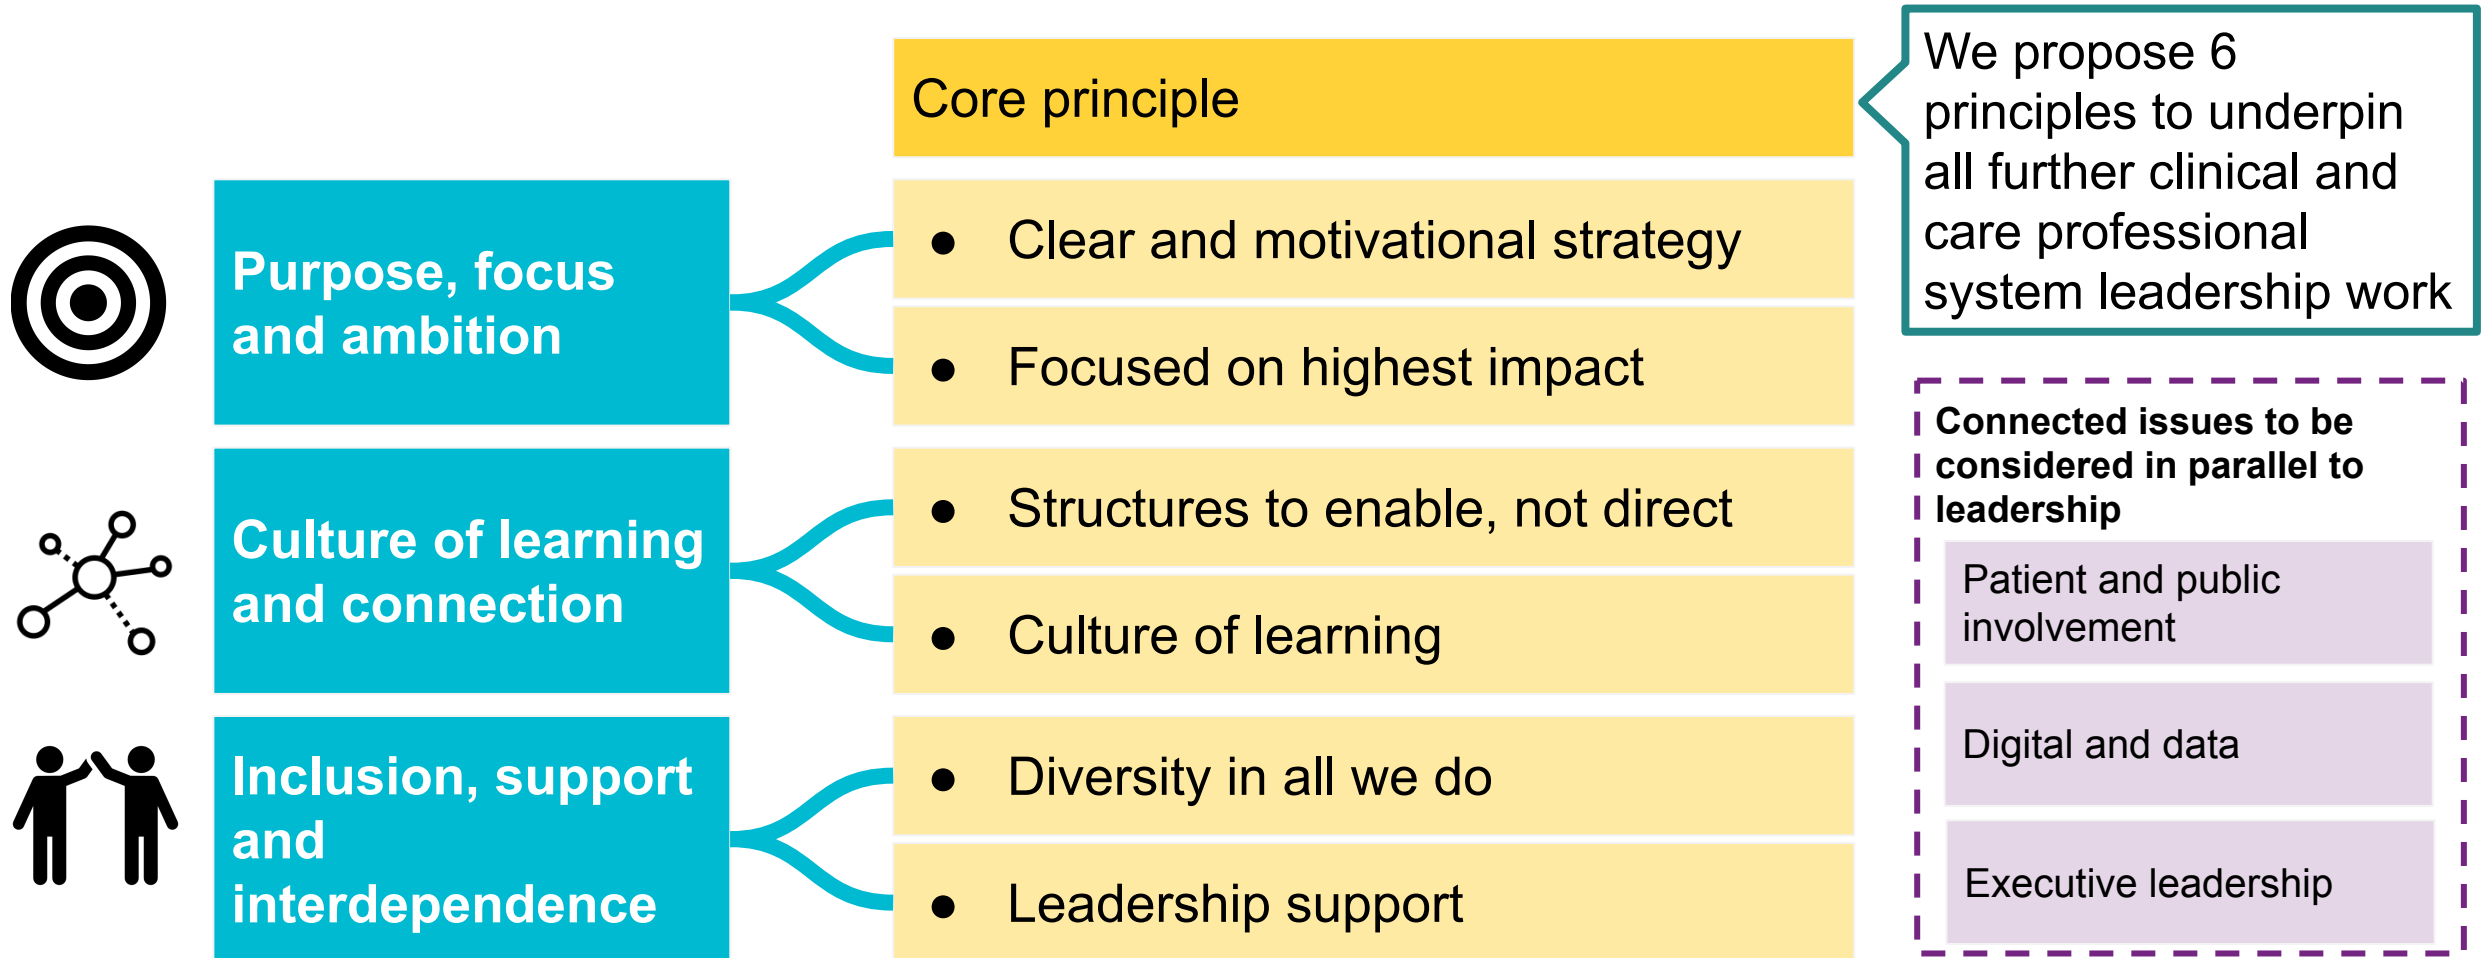 Core principle
We propose 6
principles to underpin
all further clinical and
care professional
system leadership work
Purpose, focus
and ambition
● Clear and motivational strategy
● Focused on highest impact
Culture of learning
and connection
● Structures to enable, not direct
● Culture of learning
Inclusion, support
and
interdependence
● Diversity in all we do
● Leadership support
Connected issues to be
considered in parallel to
leadership
Patient and public
involvement
Digital and data
Executive leadership